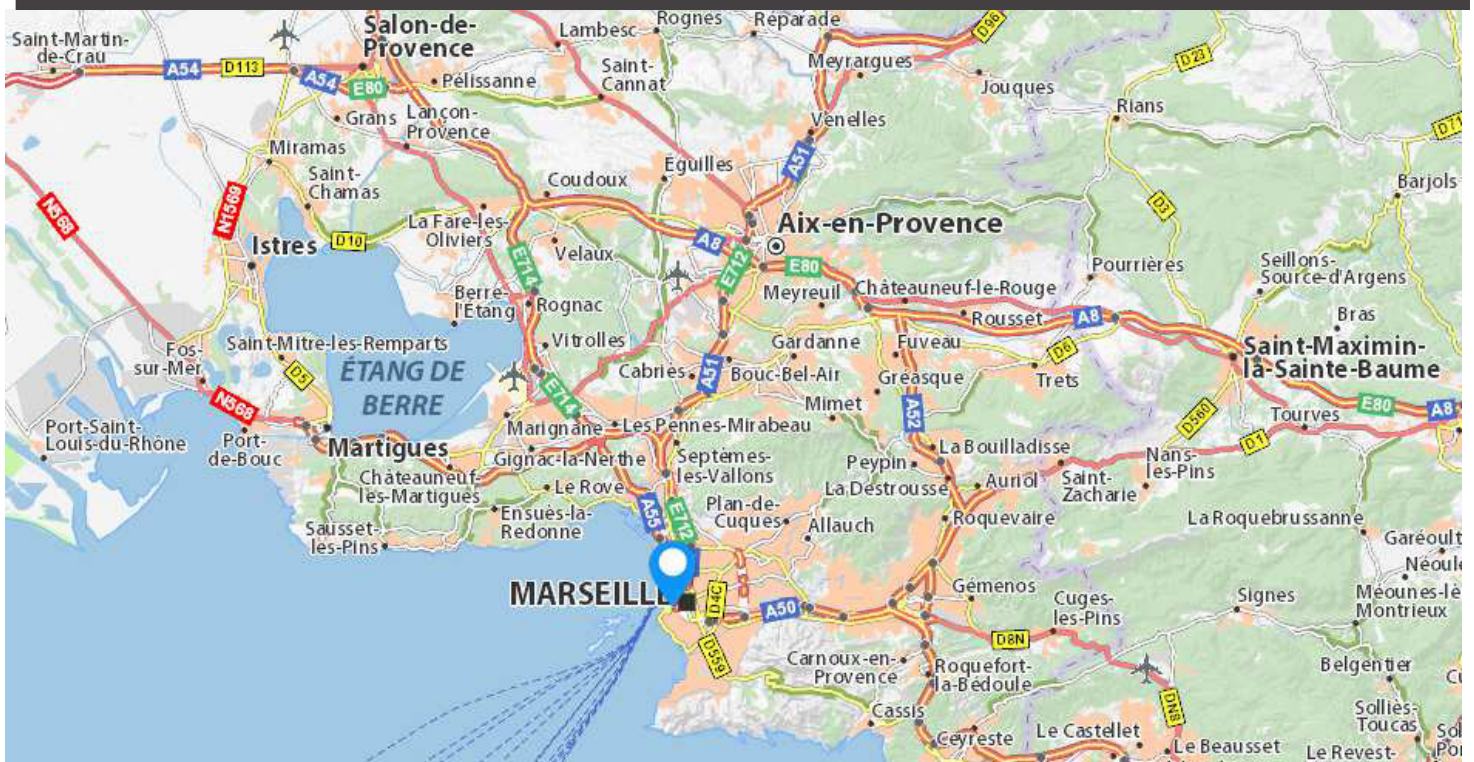 Salon-de-
Provence
Lambesc
Rognes
Réparade
D96
Saint-Martin-
de-Crau
A54
D113
A54
E80
Pélissanne
Saint-
Cannat
Meyrargues
Jouques
D23
Rians
Grans
Lançon-
Provence
Venelles
D71
Miramas
Saint-
Chamas
Coudoux
Eguilles
A51
Barjols
N568
N1569
La Fare-les-
Oliviers
D10
Istres
Velaux
A8
Aix-en-Provence
D3
E714
E712
E80
Pourrières
Seillons-
Source-d'Argens
Berre-
l'Étang
Rognac
Meyreuil
Châteauneuf-le-Rouge
Rousset
A8
Bras
Saint-Mitre-les-Remparts
Vitrolles
Gardanne
Fuveau
D6
Saint-Maximin-
la-Sainte-Baume
Fos-
sur-Mer
D5
ÉTANG DE
BERRE
Cabriès
A51
Bouc-Bel-Air
Gréasque
Trets
E714
N568
Mimet
A52
D560
E80
A8
Tourves
Port-Saint-
Louis-du-Rhône
Port-
de-Bouc
Martigues
Marignane
Les Pennes-Mirabeau
La Bouilladisse
D1
Gignac-la-Nerthe
Septèmes-
les-Vallons
Peypin
Nans-
les-Pins
Châteauneuf-
les-Martigues
Le Rove
La Destrousse
Auriol
Saint-
Zacharie
Ensuès-la-
Redonne
A55
E712
Plan-de-
Cuques
Allauch
Roquevaire
La Roquebrussanne
Sausset-
les-Pins
Garéoult
Néoule
MARSEILL
D4C
A50
Gémenos
Cuges-
les-Pins
Signes
Méounes-lè
Montrieux
D559
D8N
Carnoux-en-
Provence
Roquefort-
la-Bédoule
Belgentier
Cassis
DN8
Solliès-
Toucas
Ceyreste
Le Castellet
Le Beausset
Le Revest-